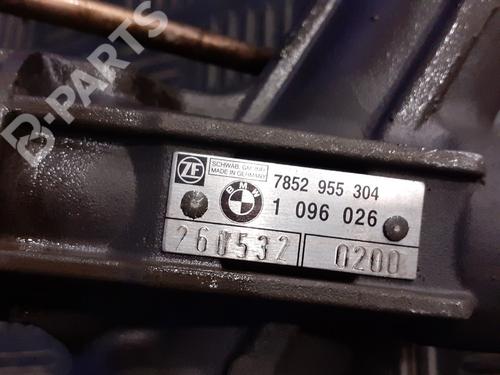 B-PARTS
ZF
SCHWÄB. GMÜND
MADE IN GERMANY
BMW
7852 955 304
1 096 026
260532
0200